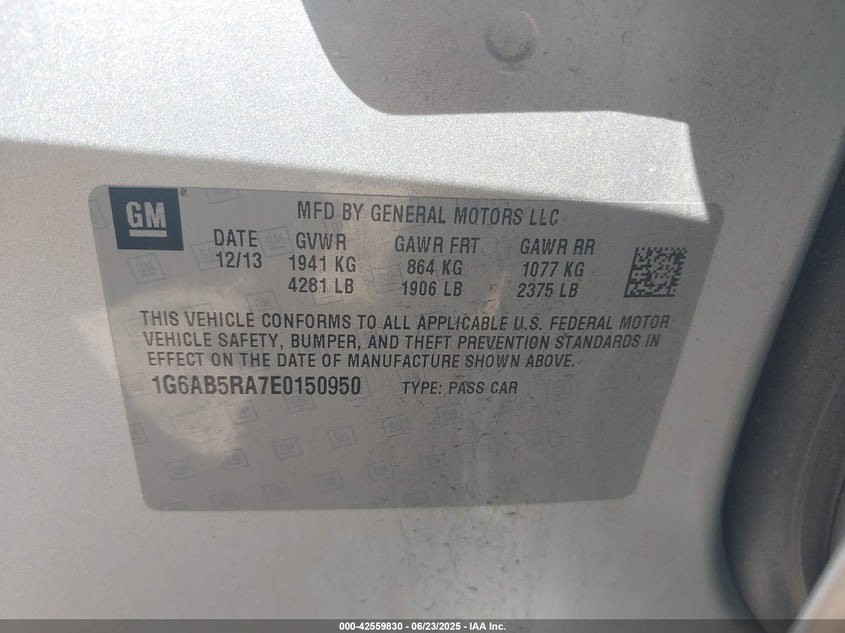 GM
MFD BY GENERAL MOTORS LLC
DATE GVWR GAWR FRT GAWR RR
12/13 1941 KG 864 KG 1077 KG
4281 LB 1906 LB 2375 LB
THIS VEHICLE CONFORMS TO ALL APPLICABLE U.S. FEDERAL MOTOR
VEHICLE SAFETY, BUMPER, AND THEFT PREVENTION STANDARDS IN
EFFECT ON THE DATE OF MANUFACTURE SHOWN ABOVE.
1G6AB5RA7E0150950 TYPE: PASS CAR
000-42559830 - 06/23/2025 - IAA Inc.